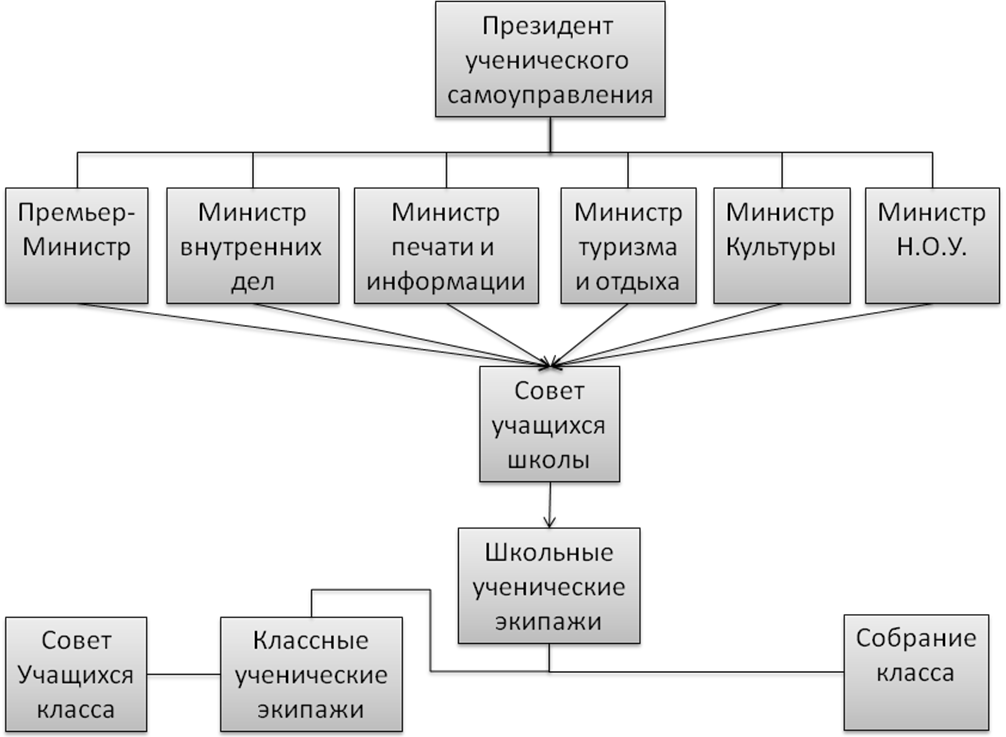 Президент
ученического
самоуправления
Премьер-
Министр
Министр
внутренних
дел
Министр
печати и
информации
Министр
туризма
и отдыха
Министр
Культуры
Министр
Н.О.У.
Совет
учащихся
школы
Школьные
ученические
экипажи
Совет
Учащихся
класса
Классные
ученические
экипажи
Собрание
класса